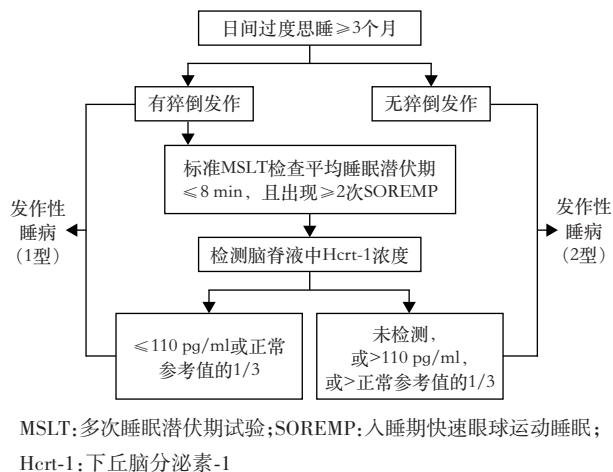 日间过度思睡≥3个月
有猝倒发作
无猝倒发作
标准MSLT检查平均睡眠潜伏期
≤8 min，且出现≥2次SOREMP
发作性
睡病
（1型）
发作性
睡病
（2型）
检测脑脊液中Hcrt-1浓度
≤110 pg/ml或正常
参考值的1/3
未检测，
或>110 pg/ml，
或>正常参考值的1/3
MSLT：多次睡眠潜伏期试验；SOREMP：入睡期快速眼球运动睡眠；
Hcrt-1：下丘脑分泌素-1